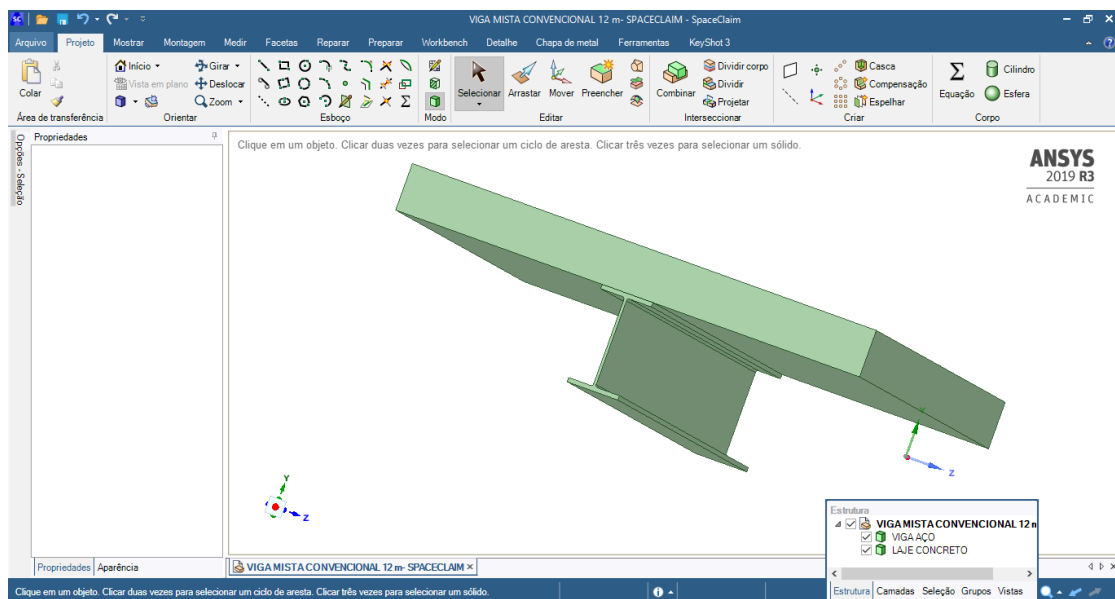 VIGA MISTA CONVENCIONAL 12 m- SPACECLAIM - SpaceClaim
Arquivo Projeto Mostrar Montagem Medir Facetas Reparar Preparar Workbench Detalhe Chapa de metal Ferramentas KeyShot 3
Colar
Início
Vista em plano
Girar
Deslocar
Zoom
Selecionar Arrastar Mover Preencher
Combinar
Dividir corpo
Dividir
Projetar
Casca
Compensação
Espelhar
Equação
Cilindro
Esfera
Área de transferência Orientar Esboço Modo Editar Interseccionar Criar Corpo
Opções - Seleção
Propriedades
Clique em um objeto. Clicar duas vezes para selecionar um ciclo de aresta. Clicar três vezes para selecionar um sólido.
ANSYS
2019 R3
ACADEMIC
Y
Z
Z
Estrutura
VIGA MISTA CONVENCIONAL 12 m
VIGA AÇO
LAJE CONCRETO
Estrutura Camadas Seleção Grupos Vistas
Propriedades Aparência
VIGA MISTA CONVENCIONAL 12 m- SPACECLAIM
Clique em um objeto. Clicar duas vezes para selecionar um ciclo de aresta. Clicar três vezes para selecionar um sólido.